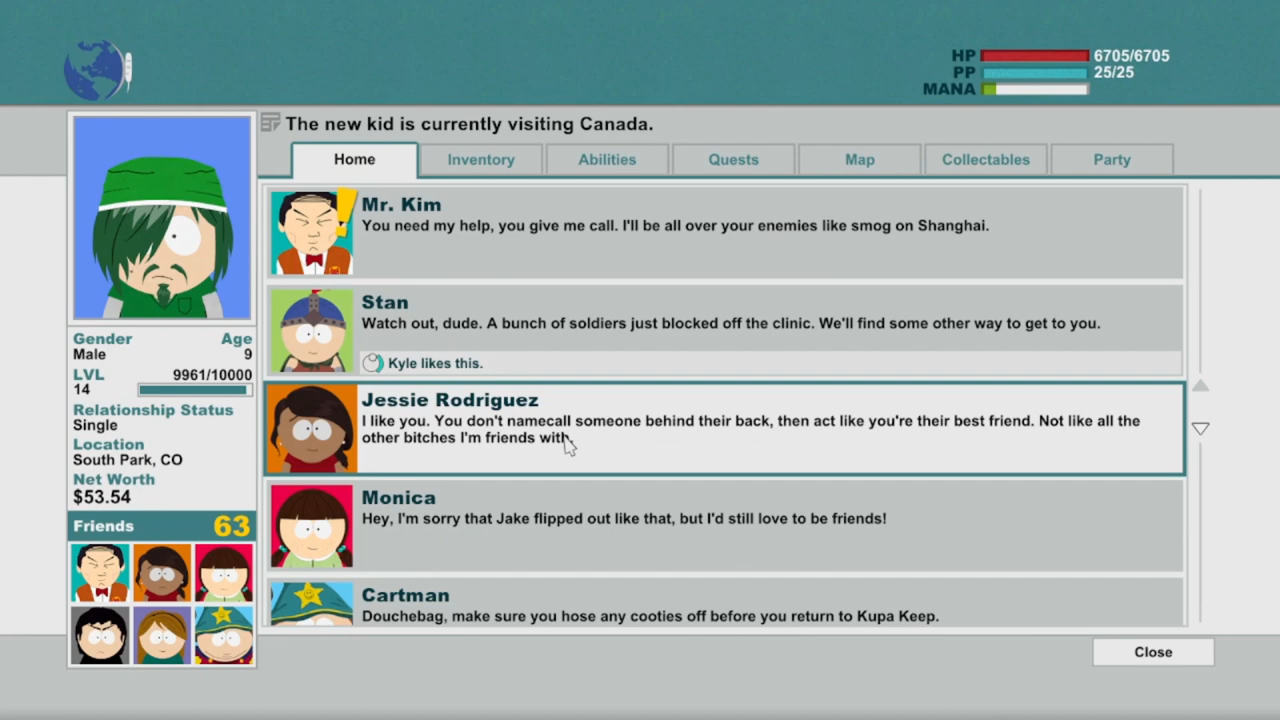 HP 6705/6705
PP 25/25
MANA
The new kid is currently visiting Canada.
Home Inventory Abilities Quests Map Collectables Party
Mr. Kim
You need my help, you give me call. I'll be all over your enemies like smog on Shanghai.
Stan
Watch out, dude. A bunch of soldiers just blocked off the clinic. We'll find some other way to get to you.
Kyle likes this.
Jessie Rodriguez
I like you. You don't namecall someone behind their back, then act like you're their best friend. Not like all the
other bitches I'm friends with.
Monica
Hey, I'm sorry that Jake flipped out like that, but I'd still love to be friends!
Cartman
Douchebag, make sure you hose any cooties off before you return to Kupa Keep.
Gender Age
Male 9
LVL 9961/10000
14
Relationship Status
Single
Location
South Park, CO
Net Worth
$53.54
Friends 63
Close